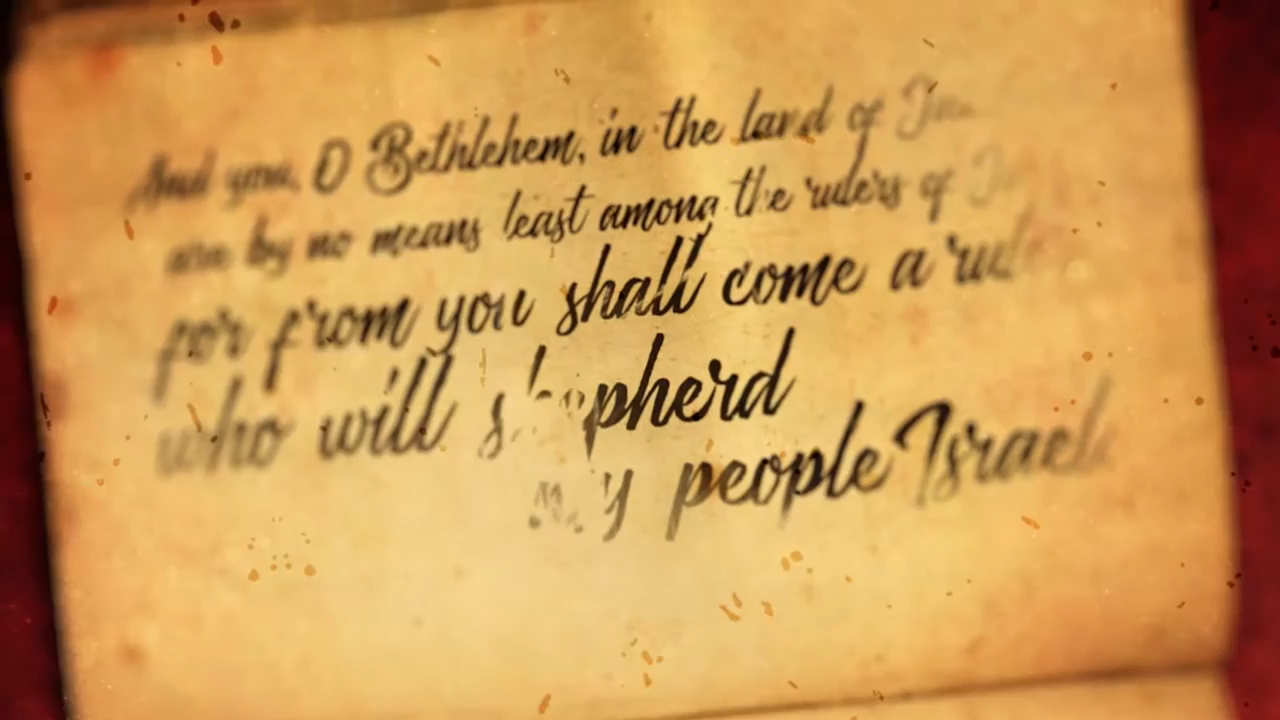 And you, O Bethlehem, in the land of
are by no means least among the rulers of
for from you shall come a
who will shepherd
my people Israel